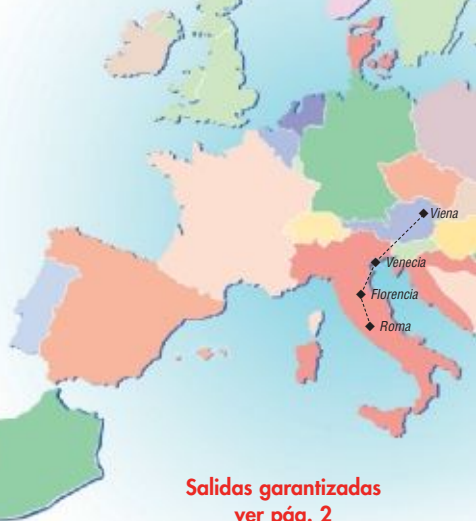 Viena
Venecia
Florencia
Roma
Salidas garantizadas
ver pág. 2